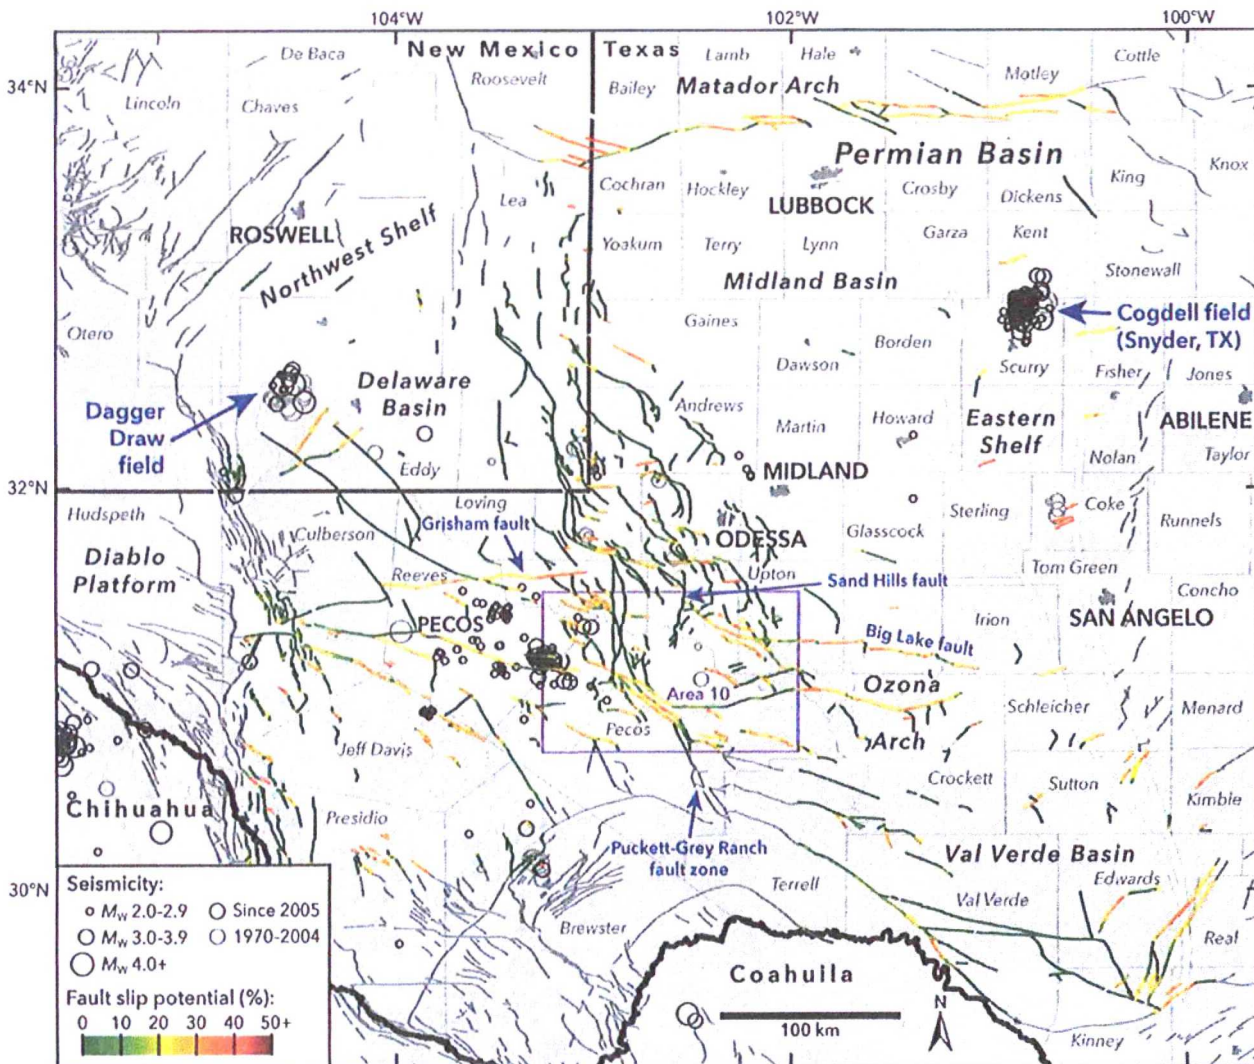 104°W
102°W
100°W
34°N
32°N
30°N
New Mexico
Texas
De Baca
Roosevelt
Lamb
Hale
Motley
Cottle
Lincoln
Chaves
Bailey
Matador Arch
Permian Basin
Cochran
Hockley
Crosby
Dickens
King
Knox
Lea
LUBBOCK
ROSWELL
Northwest Shelf
Yoakum
Terry
Lynn
Garza
Kent
Stonewall
Midland Basin
Otero
Gaines
Cogdell field
(Snyder, TX)
Borden
Dawson
Scurry
Fisher
Jones
Delaware
Basin
Dagger
Draw
field
Andrews
Martin
Howard
Eastern
Shelf
ABILENE
Eddy
MIDLAND
Nolan
Taylor
Hudspeth
Loving
Grisham fault
Culberson
ODESSA
Glasscock
Sterling
Coke
Runnels
Diablo
Platform
Reeves
Upton
Sand Hills fault
Tom Green
Concho
PECOS
Irion
SAN ANGELO
Big Lake fault
Area 10
Ozona
Arch
Pecos
Schleicher
Menard
Jeff Davis
Crockett
Sutton
Kimble
Chihuahua
Presidio
Puckett-Grey Ranch
fault zone
Val Verde Basin
Terrell
Val Verde
Edwards
Real
Brewster
Coahuila
N
100 km
Kinney
Seismicity:
Mw 2.0-2.9
Since 2005
Mw 3.0-3.9
1970-2004
Mw 4.0+
Fault slip potential (%):
0 10 20 30 40 50+